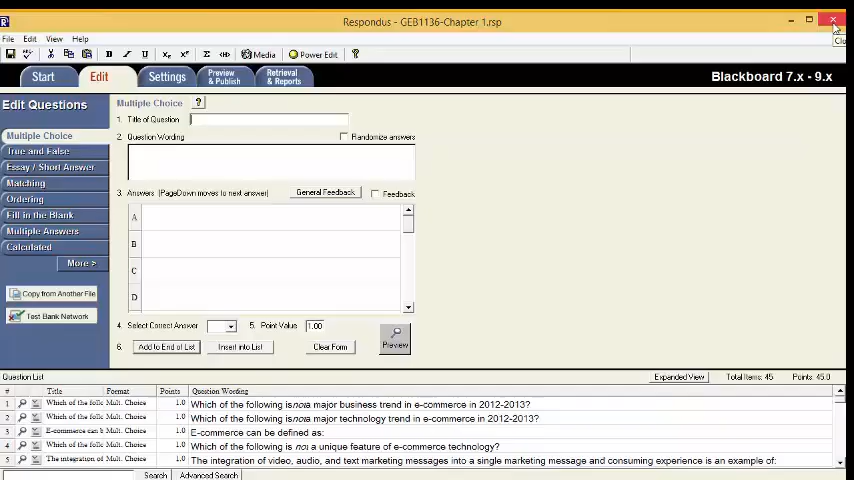 Respondus - GEB1136-Chapter 1.rsp
File Edit View Help
B I U x₂ x² Σ Media Power Edit ?
Start Edit Settings Preview & Publish Retrieval & Reports Blackboard 7.x - 9.x
Edit Questions
Multiple Choice
True and False
Essay / Short Answer
Matching
Ordering
Fill in the Blank
Multiple Answers
Calculated
More >
Copy from Another File
Test Bank Network
Multiple Choice ?
1. Title of Question
2. Question Wording Randomize answers
3. Answers (PageDown moves to next answer) General Feedback Feedback
A
B
C
D
4. Select Correct Answer 5. Point Value 1.00
6. Add to End of List Insert into List Clear Form Preview
Question List Expanded View Total Items: 45 Points: 45.0
# Title Format Points Question Wording
1 Which of the follc Mult. Choice 1.0 Which of the following is not a major business trend in e-commerce in 2012-2013?
2 Which of the follc Mult. Choice 1.0 Which of the following is not a major technology trend in e-commerce in 2012-2013?
3 E-commerce can b Mult. Choice 1.0 E-commerce can be defined as:
4 Which of the follc Mult. Choice 1.0 Which of the following is not a unique feature of e-commerce technology?
5 The integration of Mult. Choice 1.0 The integration of video, audio, and text marketing messages into a single marketing message and consuming experience is an example of:
Search Advanced Search